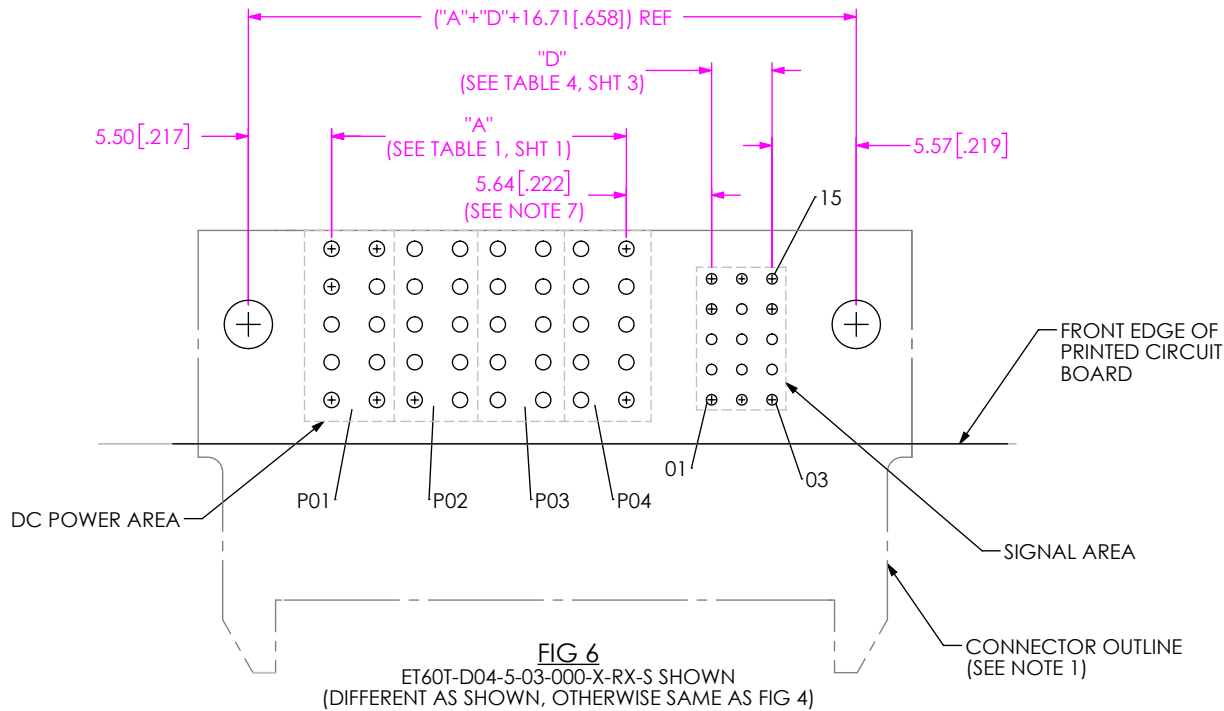 ("A"+"D"+16.71[.658]) REF
"D"
(SEE TABLE 4, SHT 3)
5.50[.217]
"A"
(SEE TABLE 1, SHT 1)
5.57[.219]
5.64[.222]
(SEE NOTE 7)
15
FRONT EDGE OF
PRINTED CIRCUIT
BOARD
01
03
P01
P02
P03
P04
DC POWER AREA
SIGNAL AREA
CONNECTOR OUTLINE
(SEE NOTE 1)
FIG 6
ET60T-D04-5-03-000-X-RX-S SHOWN
(DIFFERENT AS SHOWN, OTHERWISE SAME AS FIG 4)